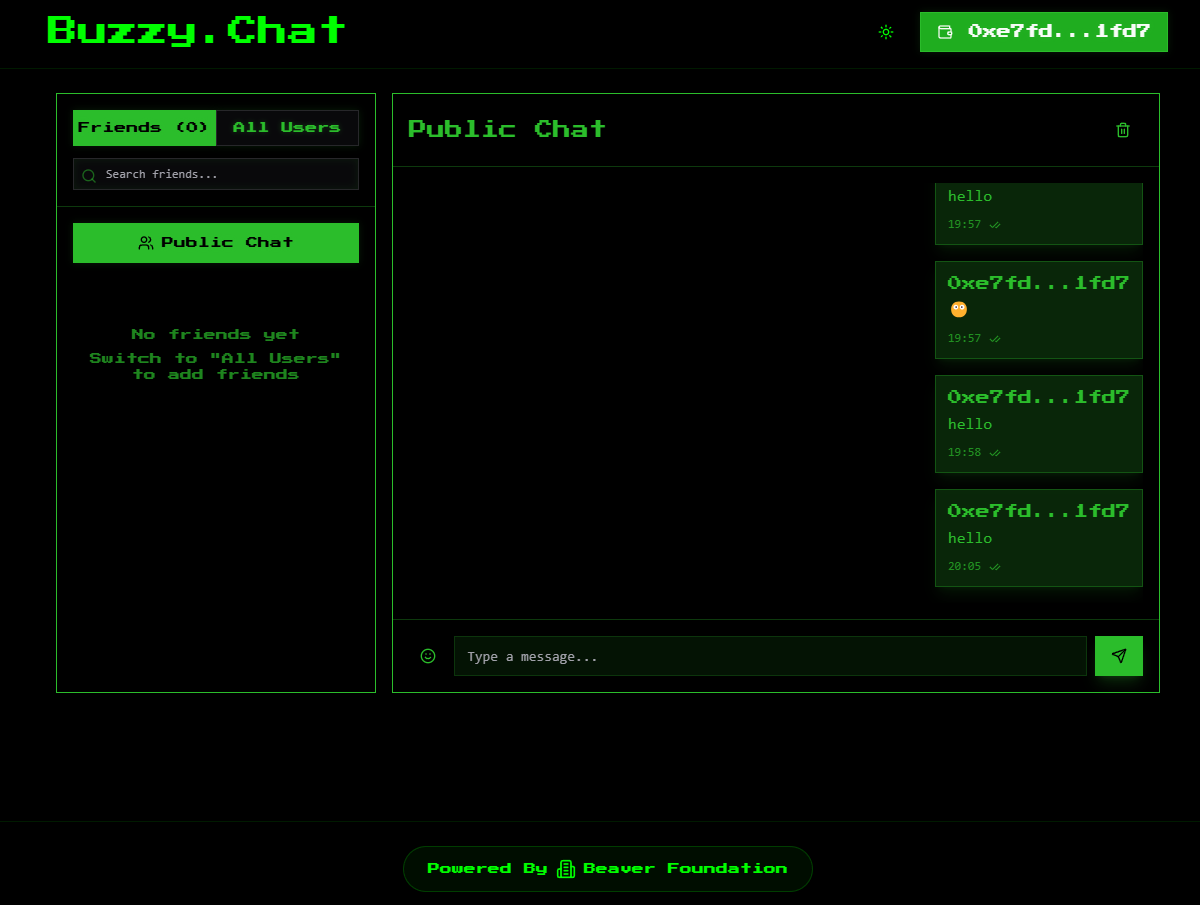 Buzzy.Chat
0xe7fd...1fd7
Friends (0)
All Users
Search friends...
Public Chat
No friends yet
Switch to "All Users"
to add friends
Public Chat
hello
19:57
0xe7fd...1fd7
19:57
0xe7fd...1fd7
hello
19:58
0xe7fd...1fd7
hello
20:05
Type a message...
Powered By Beaver Foundation